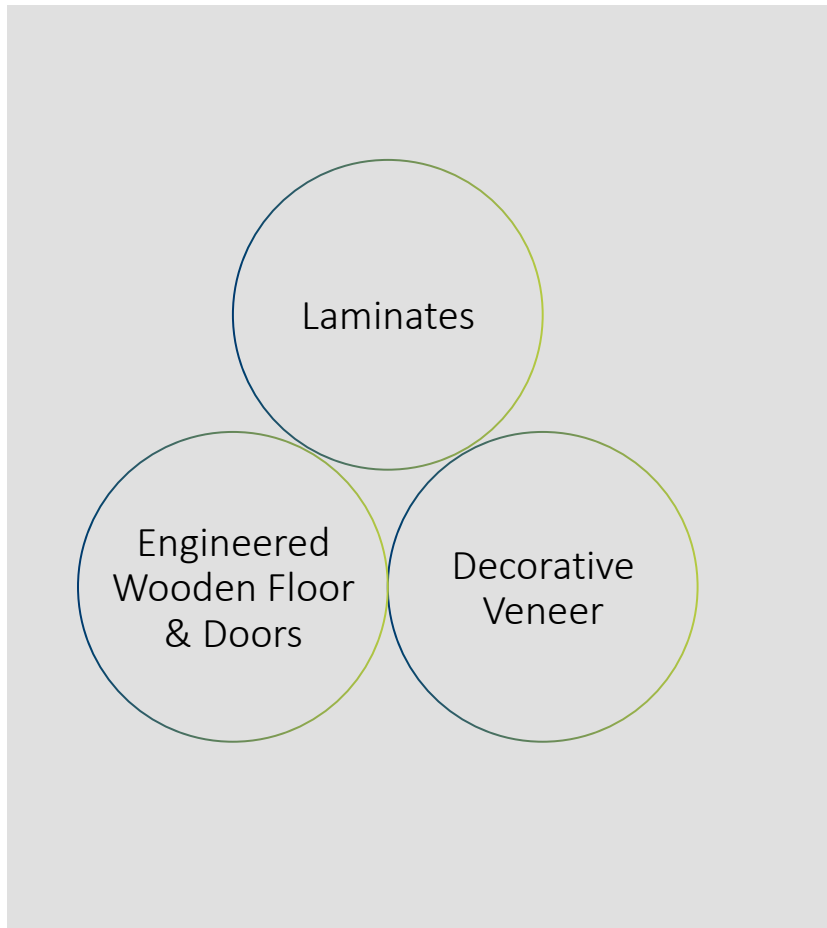 Laminates
Engineered
Wooden Floor
& Doors
Decorative
Veneer